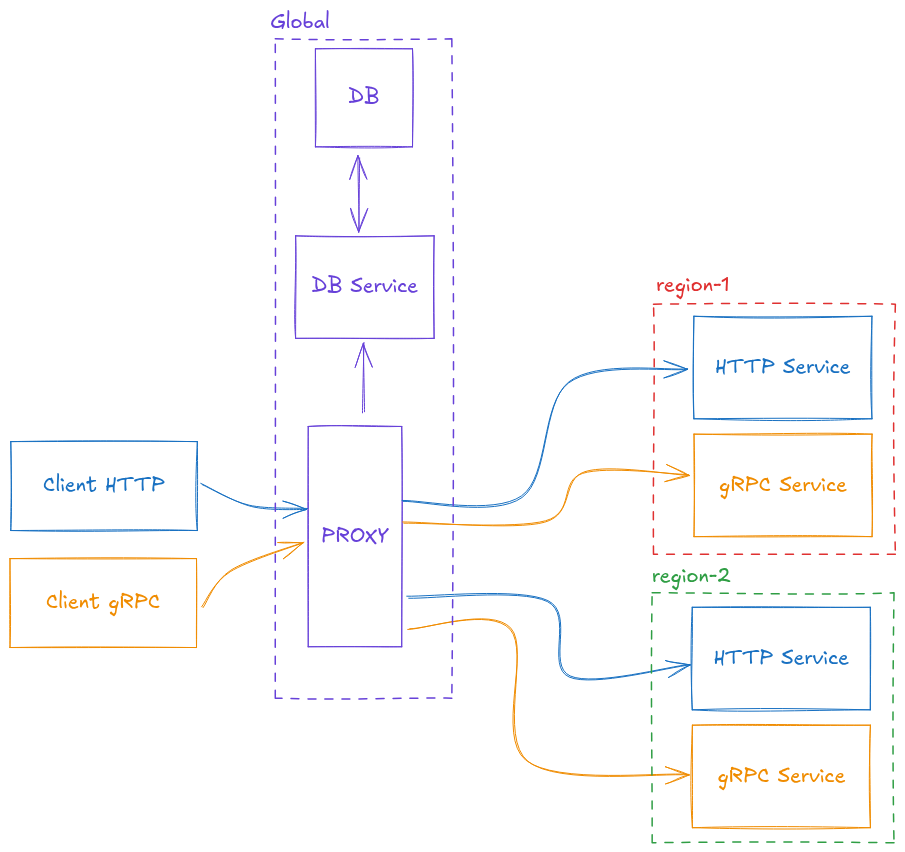 Global
DB
DB Service
region-1
HTTP Service
gRPC Service
Client HTTP
PROXY
Client gRPC
region-2
HTTP Service
gRPC Service